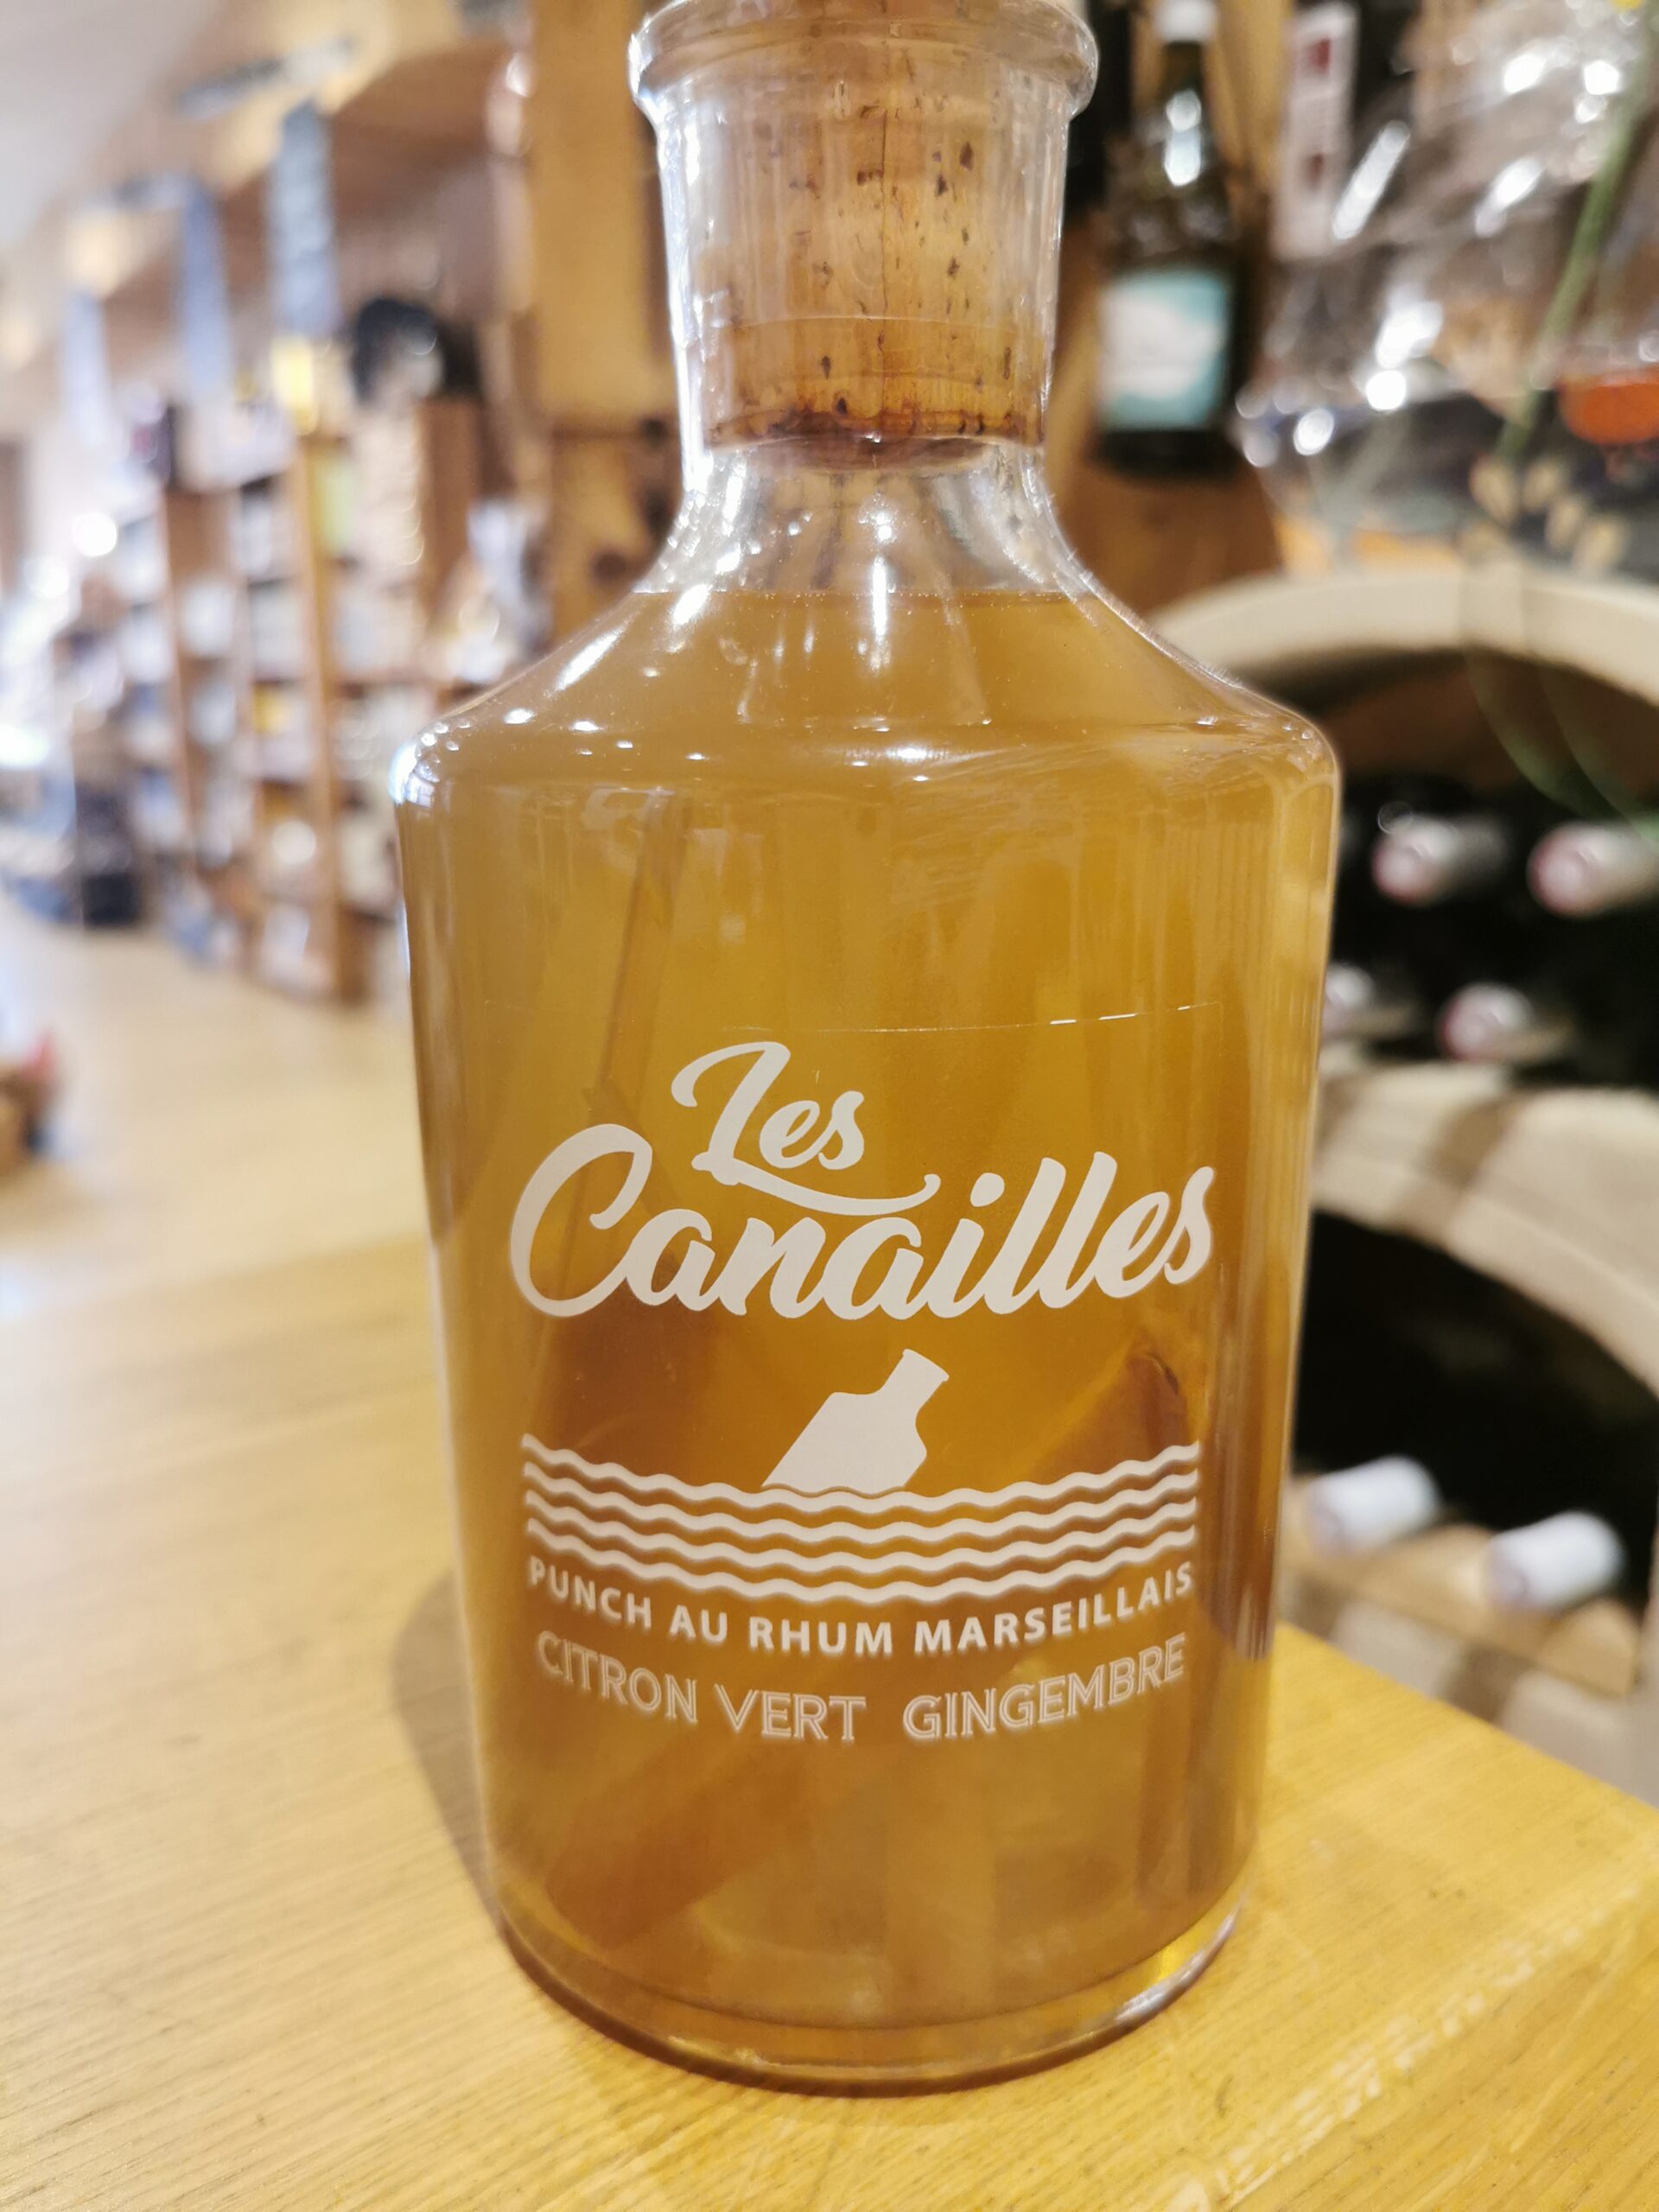 Les
Canailles
PUNCH AU RHUM MARSEILLAIS
CITRON VERT GINGEMBRE